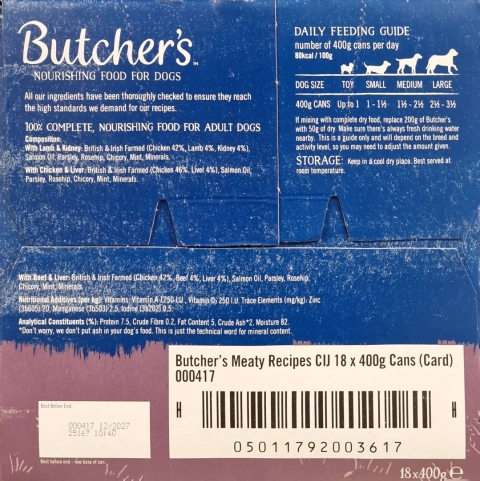 Butcher's™
NOURISHING FOOD FOR DOGS
All our ingredients have been thoroughly checked to ensure they reach
the high standards we demand for our recipes.
100% COMPLETE, NOURISHING FOOD FOR ADULT DOGS
Composition:
With Lamb & Kidney: British & Irish Farmed (Chicken 42%, Lamb 4%, Kidney 4%),
Salmon Oil, Parsley, Rosehip, Chicory, Mint, Minerals.
With Chicken & Liver: British & Irish Farmed (Chicken 46%, Liver 4%), Salmon Oil,
Parsley, Rosehip, Chicory, Mint, Minerals.
DAILY FEEDING GUIDE
number of 400g cans per day
80kcal / 100g
DOG SIZE TOY SMALL MEDIUM LARGE
400g CANS Up to 1 1 - 1½ 1½ - 2½ 2½ - 3½
If mixing with complete dry food, replace 200g of Butcher's
with 50g of dry. Make sure there's always fresh drinking water
nearby. This is a guide only and will depend on the breed and
activity level, so you may need to adjust the amount given.
STORAGE: Keep in a cool dry place. Best served at
room temperature.
With Beef & Liver: British & Irish Farmed (Chicken 42%, Beef 4%, Liver 4%), Salmon Oil, Parsley, Rosehip,
Chicory, Mint, Minerals.
Nutritional Additives (per kg): Vitamins: Vitamin A 1250 I.U., Vitamin D₃ 250 I.U. Trace Elements (mg/kg): Zinc
(3b605) 20, Manganese (3b503) 2.5, Iodine (3b202) 0.5.
Analytical Constituents (%): Protein 7.5, Crude Fibre 0.2, Fat Content 5, Crude Ash*2, Moisture 82.
*Don't worry, we don't put ash in your dog's food. This is just the technical word for mineral content.
Butcher's Meaty Recipes CIJ 18 x 400g Cans (Card)
000417
H H
05011792003617
Best Before End:
000417 12/2027
25167 10:40
Best before end - See base of can.
18x400g e